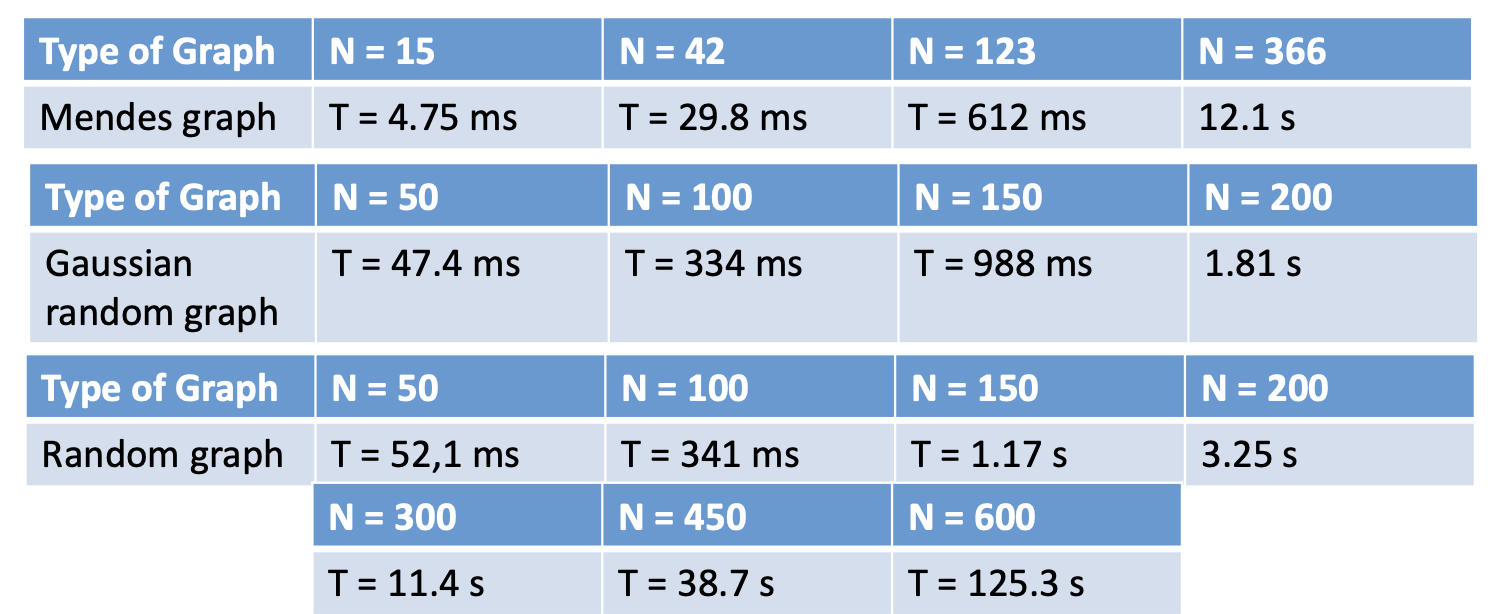 Type of Graph N = 15 N = 42 N = 123 N = 366
Mendes graph T = 4.75 ms T = 29.8 ms T = 612 ms 12.1 s
Type of Graph N = 50 N = 100 N = 150 N = 200
Gaussian T = 47.4 ms T = 334 ms T = 988 ms 1.81 s
random graph
Type of Graph N = 50 N = 100 N = 150 N = 200
Random graph T = 52,1 ms T = 341 ms T = 1.17 s 3.25 s
N = 300 N = 450 N = 600
T = 11.4 s T = 38.7 s T = 125.3 s